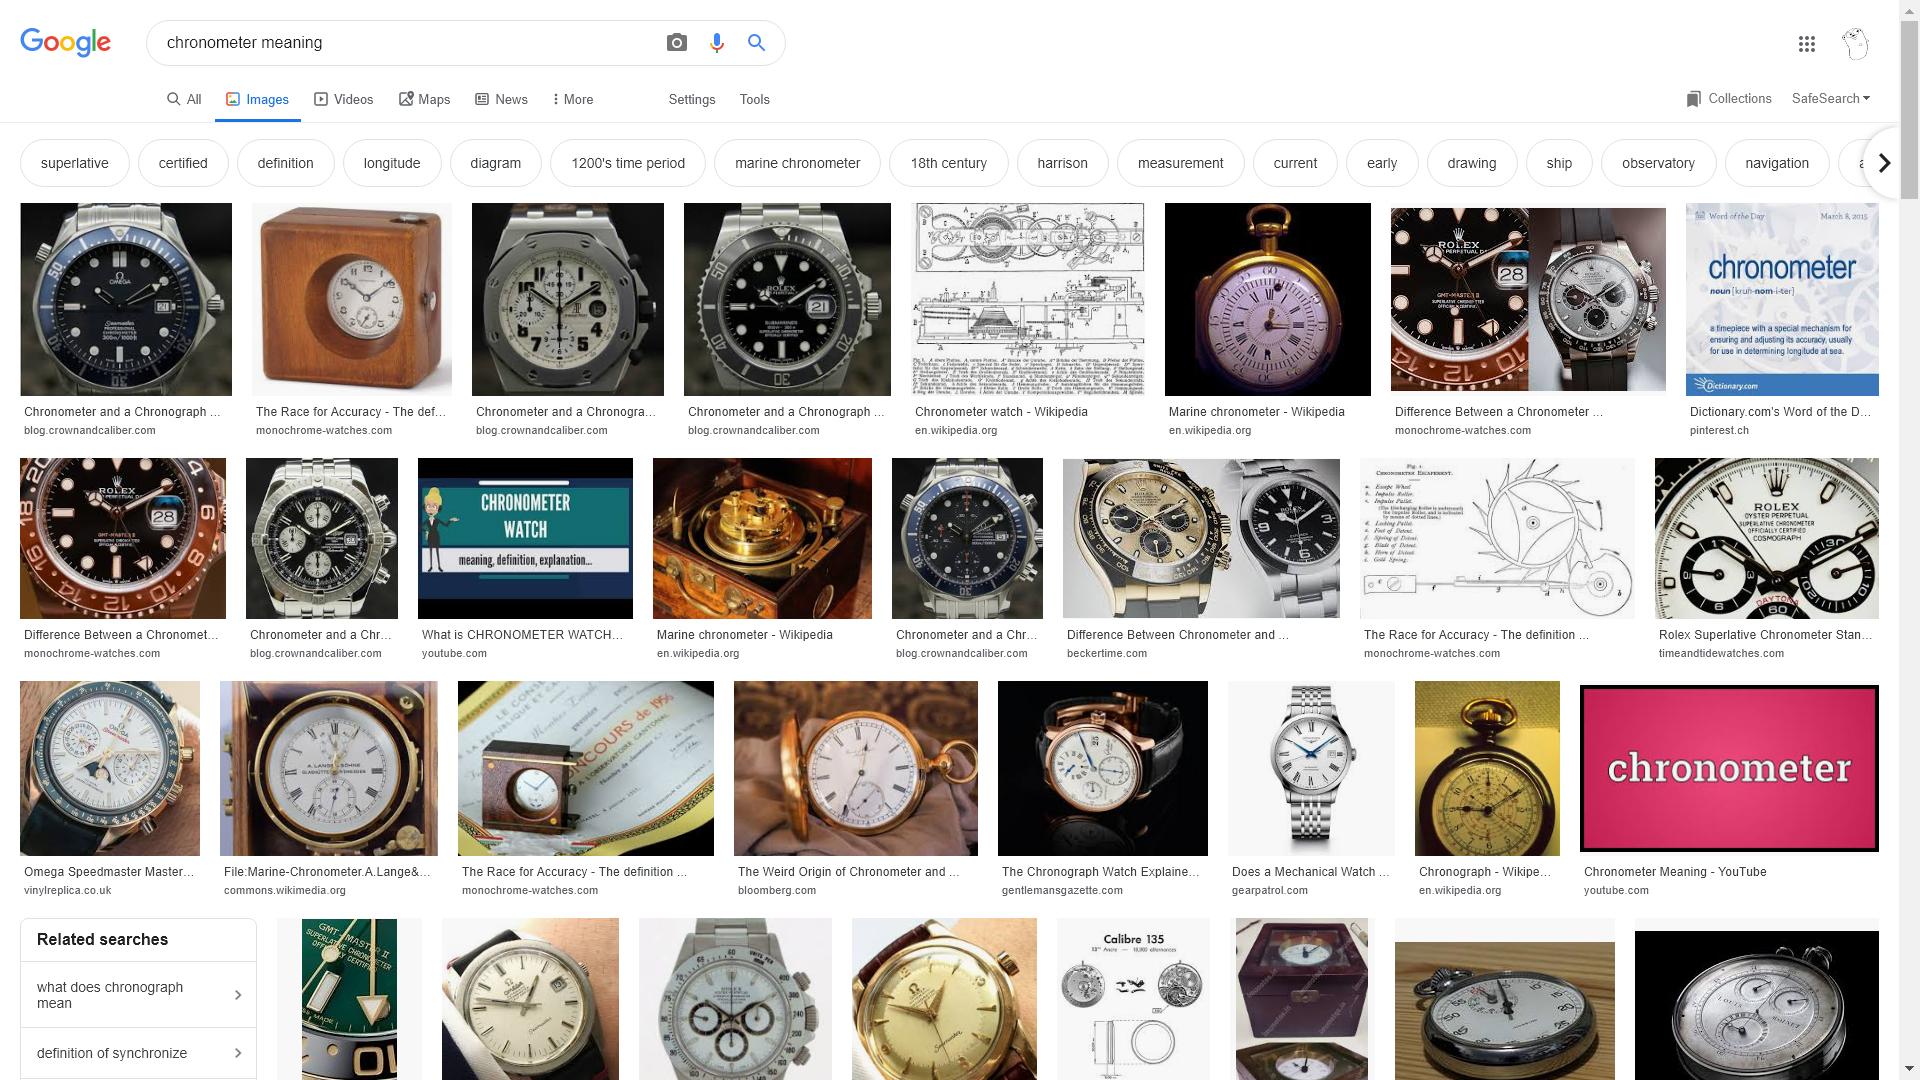 Google
chronometer meaning
All
Images
Videos
Maps
News
More
Settings
Tools
Collections
SafeSearch
superlative
certified
definition
longitude
diagram
1200's time period
marine chronometer
18th century
harrison
measurement
current
early
drawing
ship
observatory
navigation
Word of the Day
March 8, 2015
chronometer
noun [kruh-nom-i-ter]
a timepiece with a special mechanism for
ensuring and adjusting its accuracy, usually
for use in determining longitude at sea.
Dictionary.com
Chronometer and a Chronograph ...
blog.crownandcaliber.com
The Race for Accuracy - The def...
monochrome-watches.com
Chronometer and a Chronogra...
blog.crownandcaliber.com
Chronometer and a Chronograph ...
blog.crownandcaliber.com
Chronometer watch - Wikipedia
en.wikipedia.org
Marine chronometer - Wikipedia
en.wikipedia.org
Difference Between a Chronometer ...
monochrome-watches.com
Dictionary.com's Word of the D...
pinterest.ch
CHRONOMETER
WATCH
meaning, definition, explanation...
ROLEX
OYSTER PERPETUAL
SUPERLATIVE CHRONOMETER
OFFICIALLY CERTIFIED
COSMOGRAPH
DAYTONA
Difference Between a Chronomet...
monochrome-watches.com
Chronometer and a Chr...
blog.crownandcaliber.com
What is CHRONOMETER WATCH...
youtube.com
Marine chronometer - Wikipedia
en.wikipedia.org
Chronometer and a Chr...
blog.crownandcaliber.com
Difference Between Chronometer and ...
beckertime.com
The Race for Accuracy - The definition ...
monochrome-watches.com
Rolex Superlative Chronometer Stan...
timeandtidewatches.com
chronometer
Omega Speedmaster Master...
vinylreplica.co.uk
File:Marine-Chronometer.A.Lange&...
commons.wikimedia.org
The Race for Accuracy - The definition ...
monochrome-watches.com
The Weird Origin of Chronometer and ...
bloomberg.com
The Chronograph Watch Explaine...
gentlemansgazette.com
Does a Mechanical Watch ...
gearpatrol.com
Chronograph - Wikipe...
en.wikipedia.org
Chronometer Meaning - YouTube
youtube.com
Related searches
what does chronograph
mean
definition of synchronize
Calibre 135